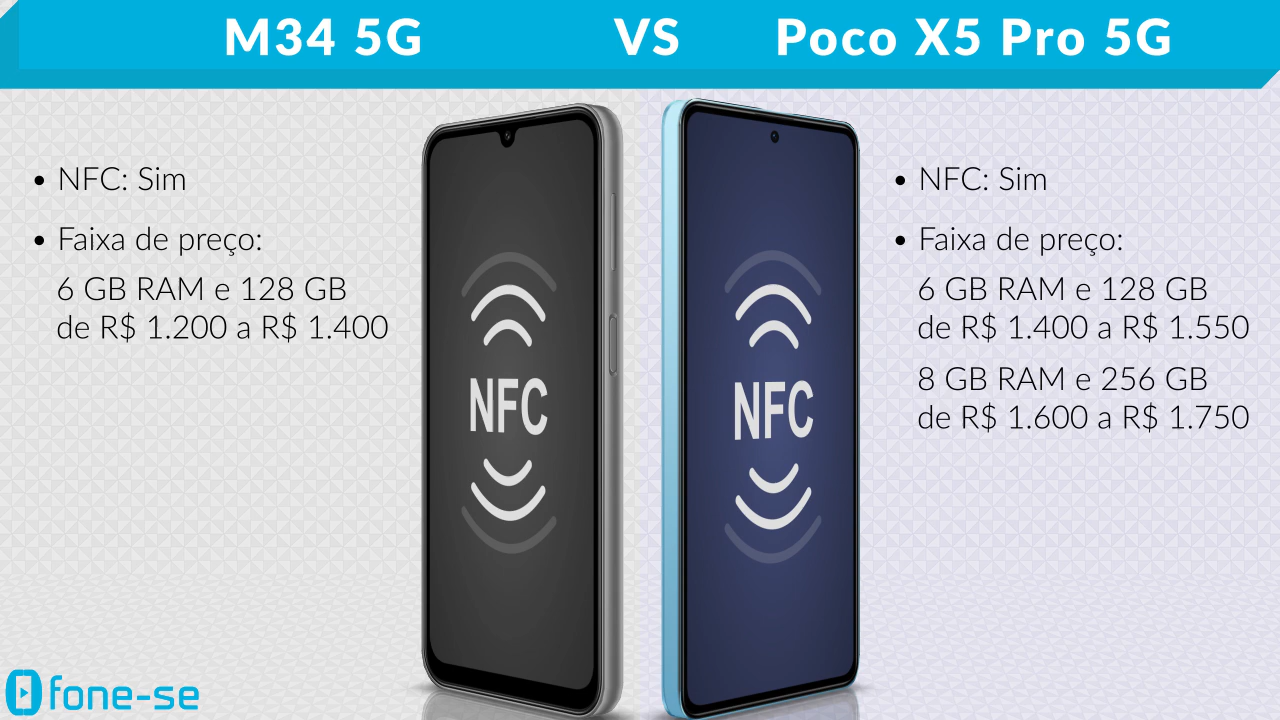 M34 5G VS Poco X5 Pro 5G
• NFC: Sim
• Faixa de preço:
6 GB RAM e 128 GB
de R$ 1.200 a R$ 1.400
NFC
NFC
• NFC: Sim
• Faixa de preço:
6 GB RAM e 128 GB
de R$ 1.400 a R$ 1.550
8 GB RAM e 256 GB
de R$ 1.600 a R$ 1.750
fone-se